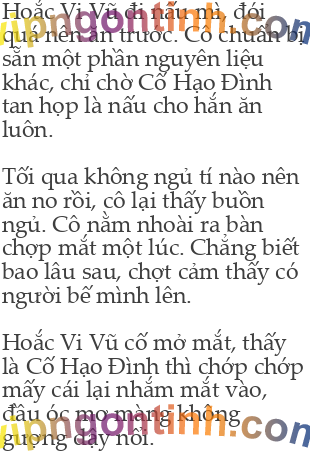 Hoắc Vi Vũ đi nấu mì, đói
quá nên ăn trước. Cô chuẩn bị
sẵn một phần nguyên liệu
khác, chỉ chờ Cố Hạo Đình
tan họp là nấu cho hắn ăn
luôn.
Tối qua không ngủ tí nào nên
ăn no rồi, cô lại thấy buồn
ngủ. Cô nằm nhoài ra bàn
chợp mắt một lúc. Chẳng biết
bao lâu sau, chợt cảm thấy có
người bế mình lên.
Hoắc Vi Vũ cố mở mắt, thấy
là Cố Hạo Đình thì chớp chớp
mấy cái lại nhắm mắt vào,
đầu óc mơ màng không
gượng dậy nổi.
vipngontinh.com
vipngontinh.com